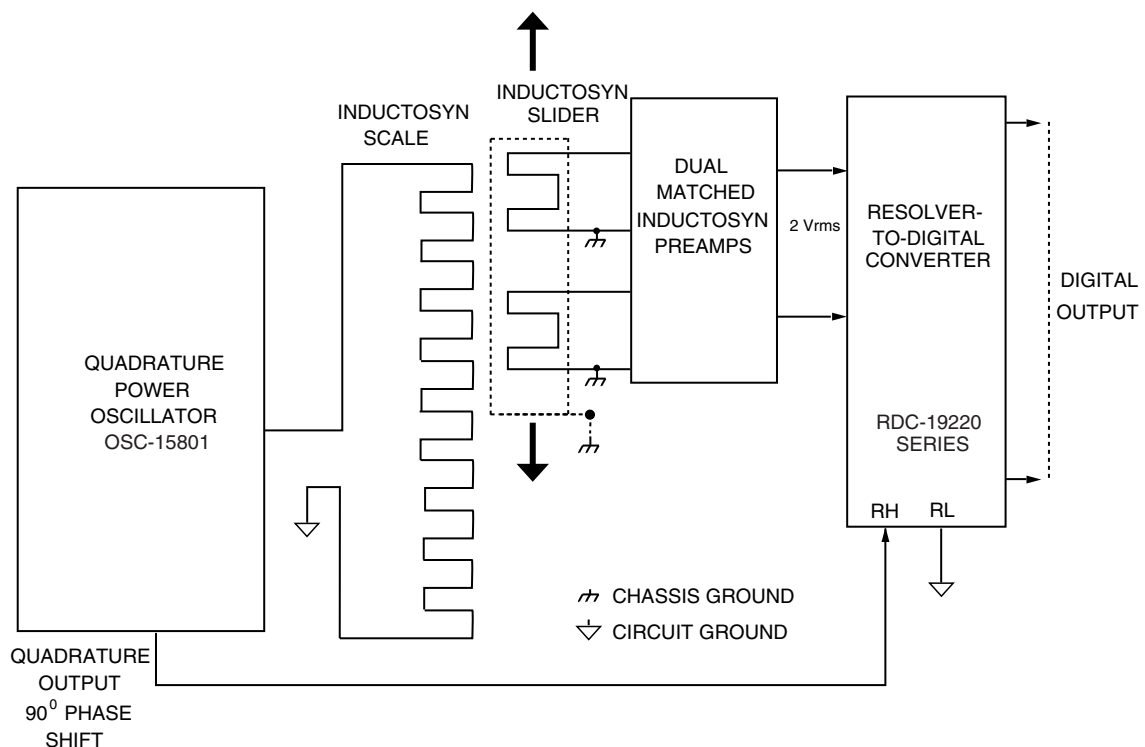 INDUCTOSYN
SCALE
INDUCTOSYN
SLIDER
DUAL
MATCHED
INDUCTOSYN
PREAMPS
2 Vrms
RESOLVER-
TO-DIGITAL
CONVERTER
RDC-19220
SERIES
RH RL
DIGITAL
OUTPUT
QUADRATURE
POWER
OSCILLATOR
OSC-15801
CHASSIS GROUND
CIRCUIT GROUND
QUADRATURE
OUTPUT
90⁰ PHASE
SHIFT